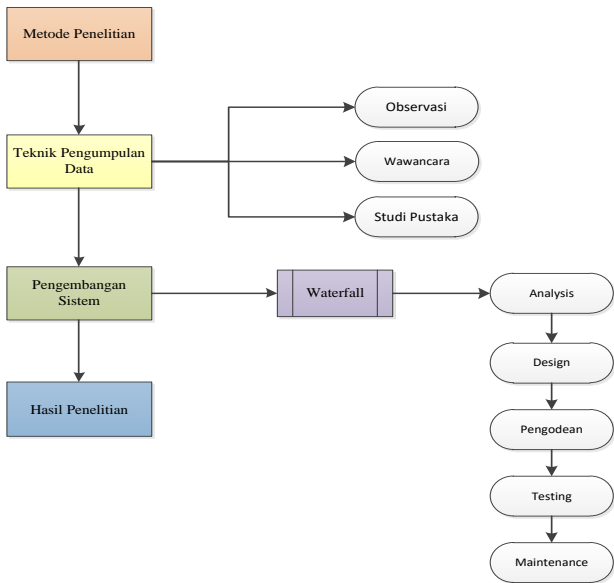 Metode Penelitian
Teknik Pengumpulan
Data
Observasi
Wawancara
Studi Pustaka
Pengembangan
Sistem
Waterfall
Analysis
Design
Pengodean
Testing
Maintenance
Hasil Penelitian